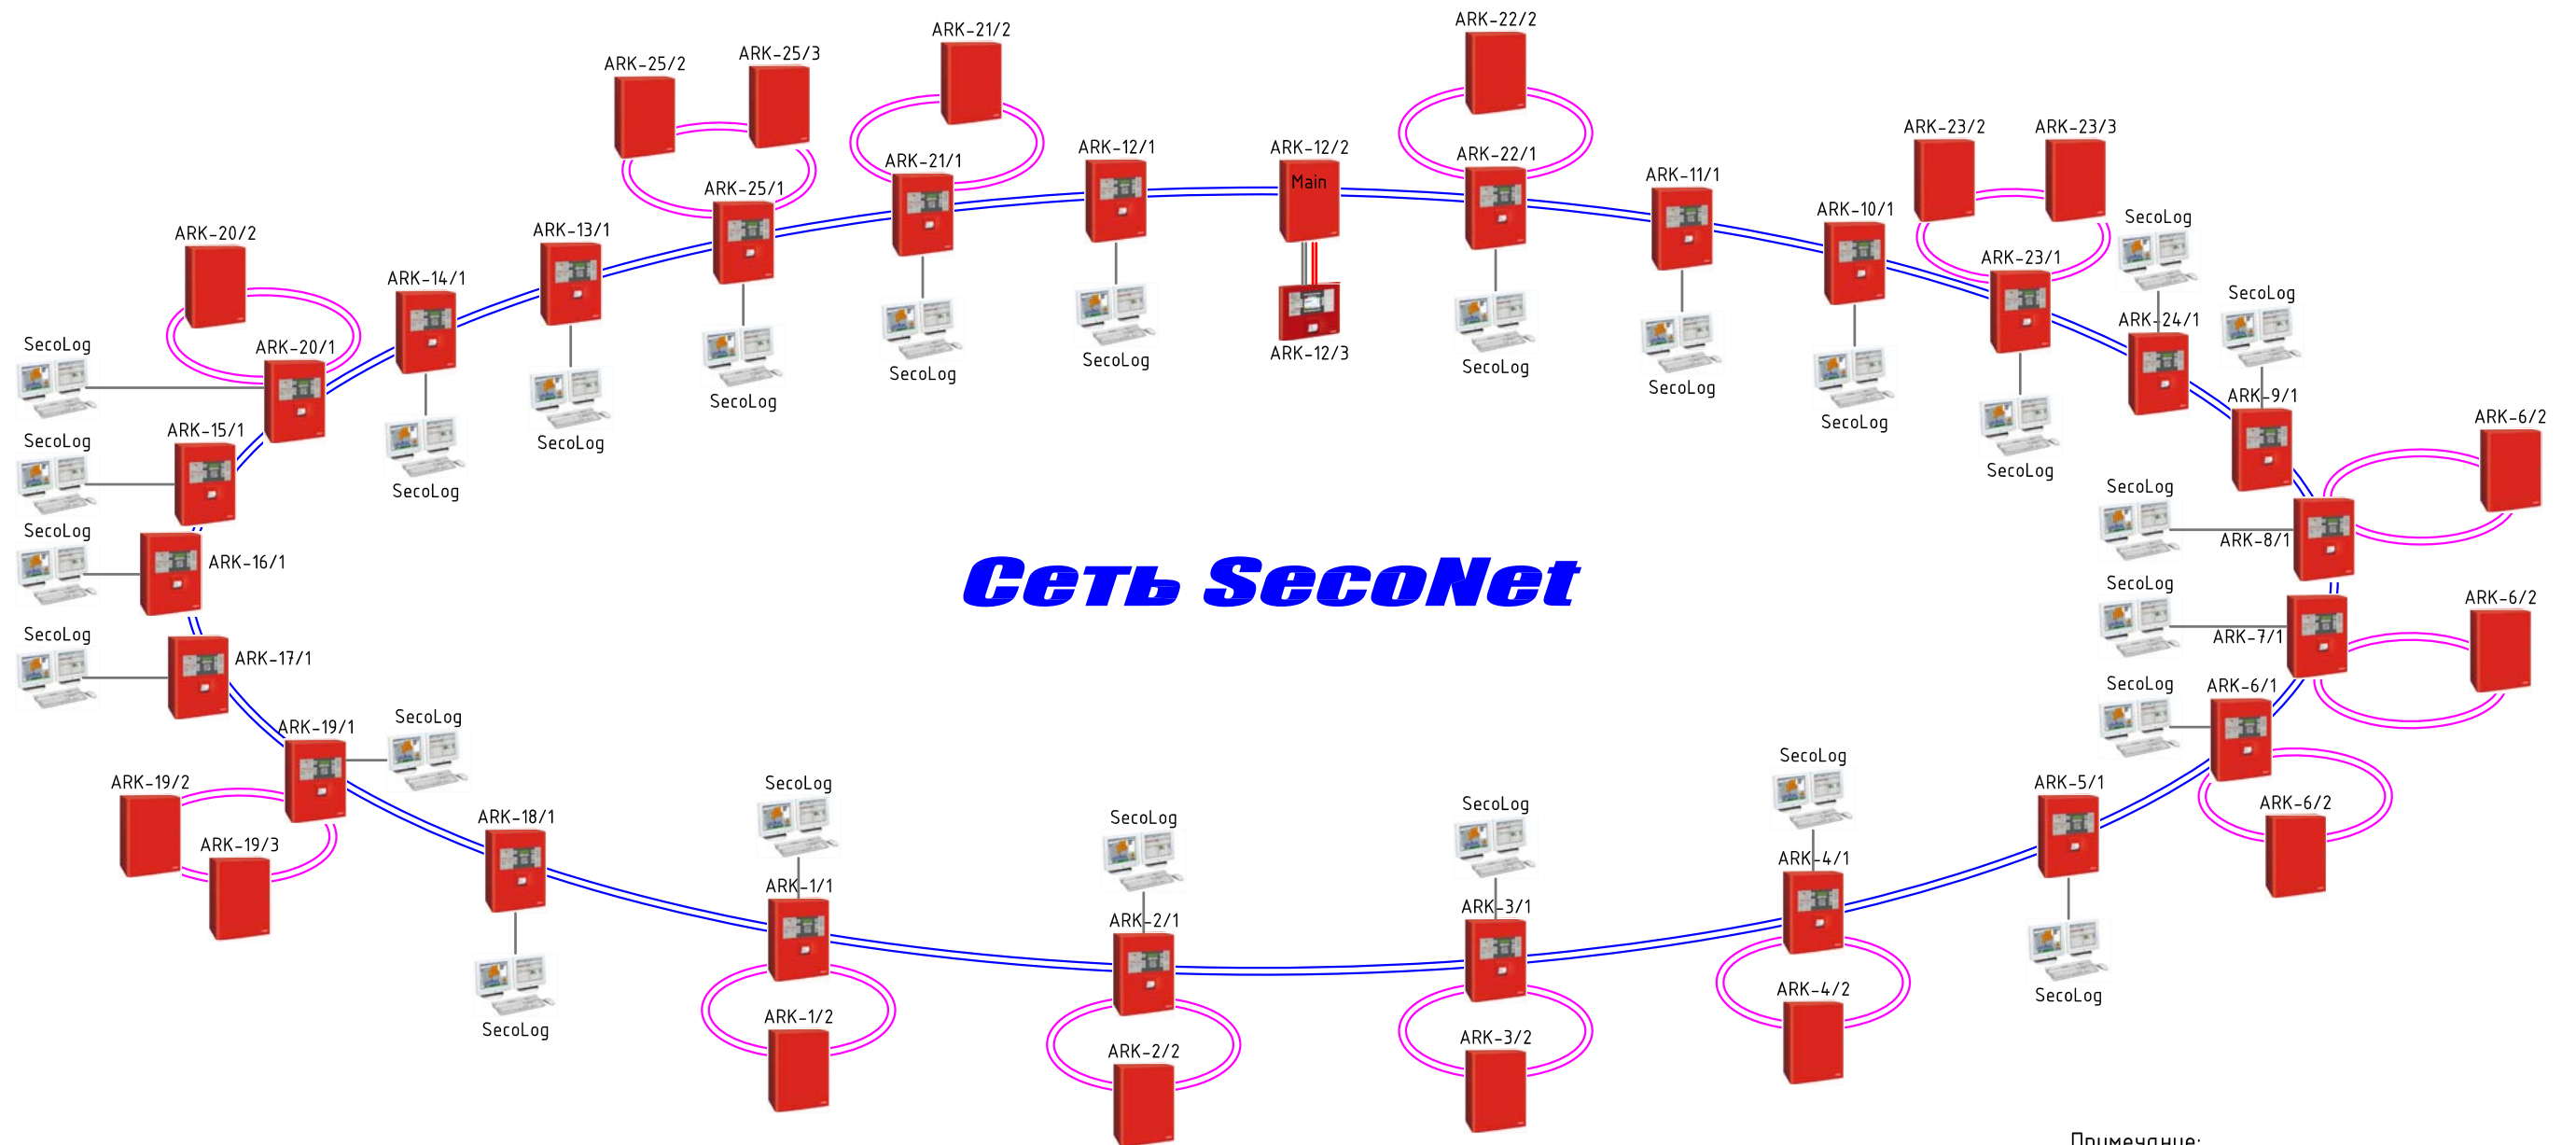 ARK-22/2
ARK-21/2
ARK-25/3
ARK-25/2
ARK-23/2
ARK-23/3
ARK-12/1
ARK-12/2
Main
ARK-22/1
ARK-21/1
ARK-11/1
ARK-25/1
ARK-10/1
SecoLog
ARK-20/2
ARK-13/1
ARK-23/1
ARK-14/1
SecoLog
ARK-24/1
SecoLog
ARK-20/1
ARK-12/3
SecoLog
SecoLog
SecoLog
SecoLog
SecoLog
ARK-9/1
SecoLog
ARK-6/2
SecoLog
ARK-15/1
SecoLog
SecoLog
SecoLog
SecoLog
SecoLog
SecoLog
ARK-8/1
ARK-16/1
Сеть SecoNet
SecoLog
ARK-6/2
SecoLog
ARK-7/1
ARK-17/1
SecoLog
ARK-6/1
SecoLog
ARK-19/1
SecoLog
ARK-19/2
SecoLog
ARK-5/1
SecoLog
ARK-6/2
ARK-18/1
SecoLog
ARK-19/3
ARK-4/1
ARK-1/1
ARK-3/1
ARK-2/1
ARK-4/2
SecoLog
ARK-1/2
SecoLog
ARK-3/2
ARK-2/2
Примечание: